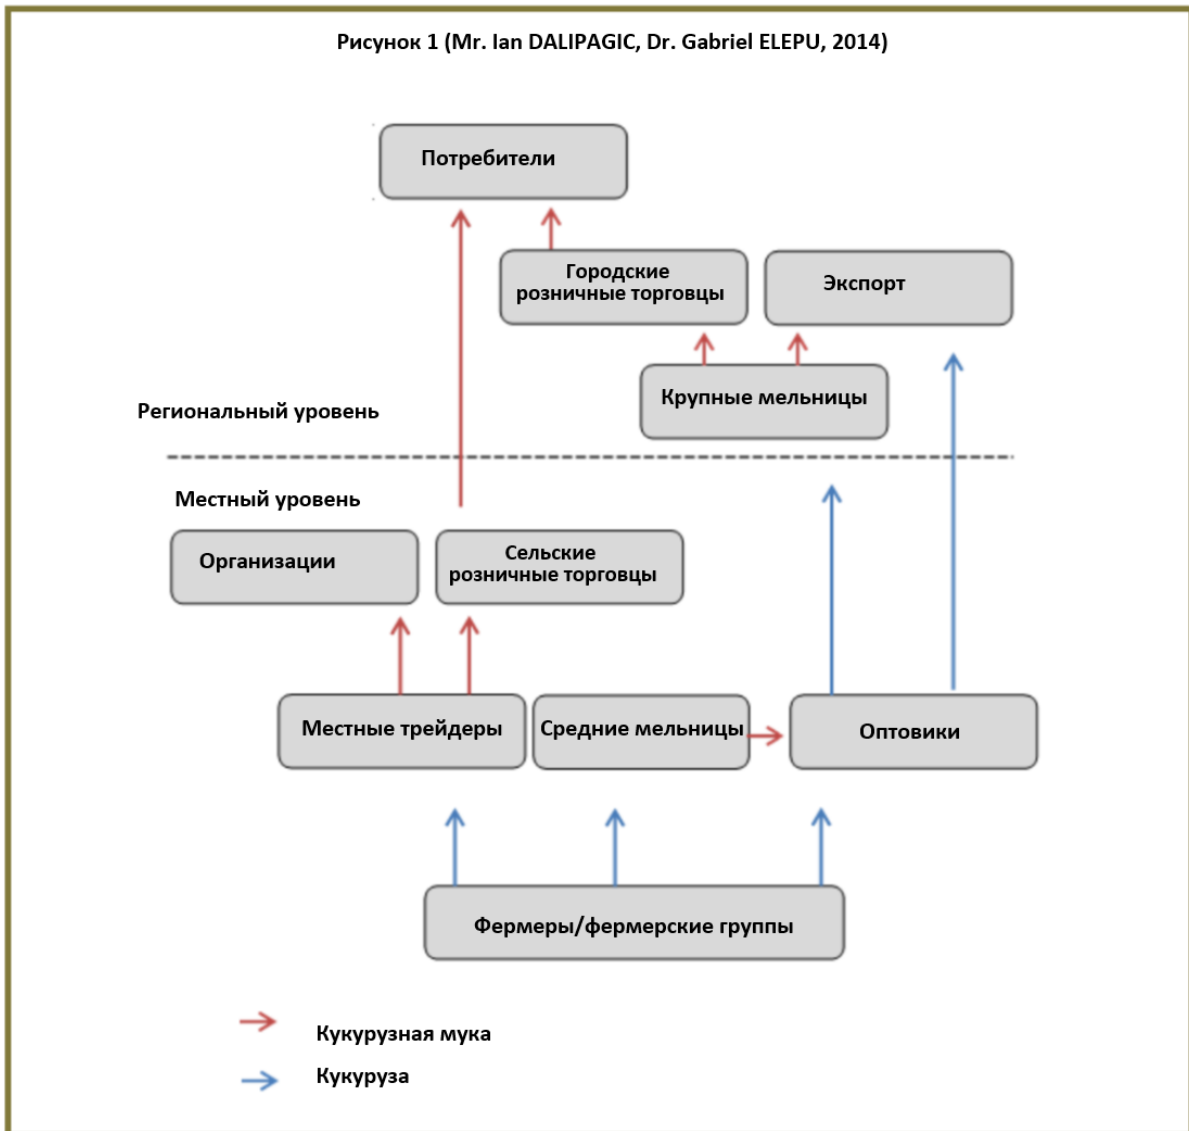 Рисунок 1 (Mr. Ian DALIPAGIC, Dr. Gabriel ELEPU, 2014)
Потребители
Городские
розничные торговцы
Экспорт
Крупные мельницы
Региональный уровень
Местный уровень
Организации
Сельские
розничные торговцы
Местные трейдеры
Средние мельницы
Оптовики
Фермеры/фермерские группы
Кукурузная мука
Кукуруза